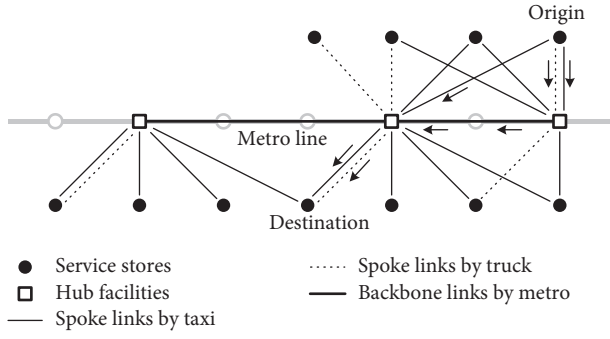 Origin
Metro line
Destination
Service stores
Hub facilities
Spoke links by taxi
Spoke links by truck
Backbone links by metro